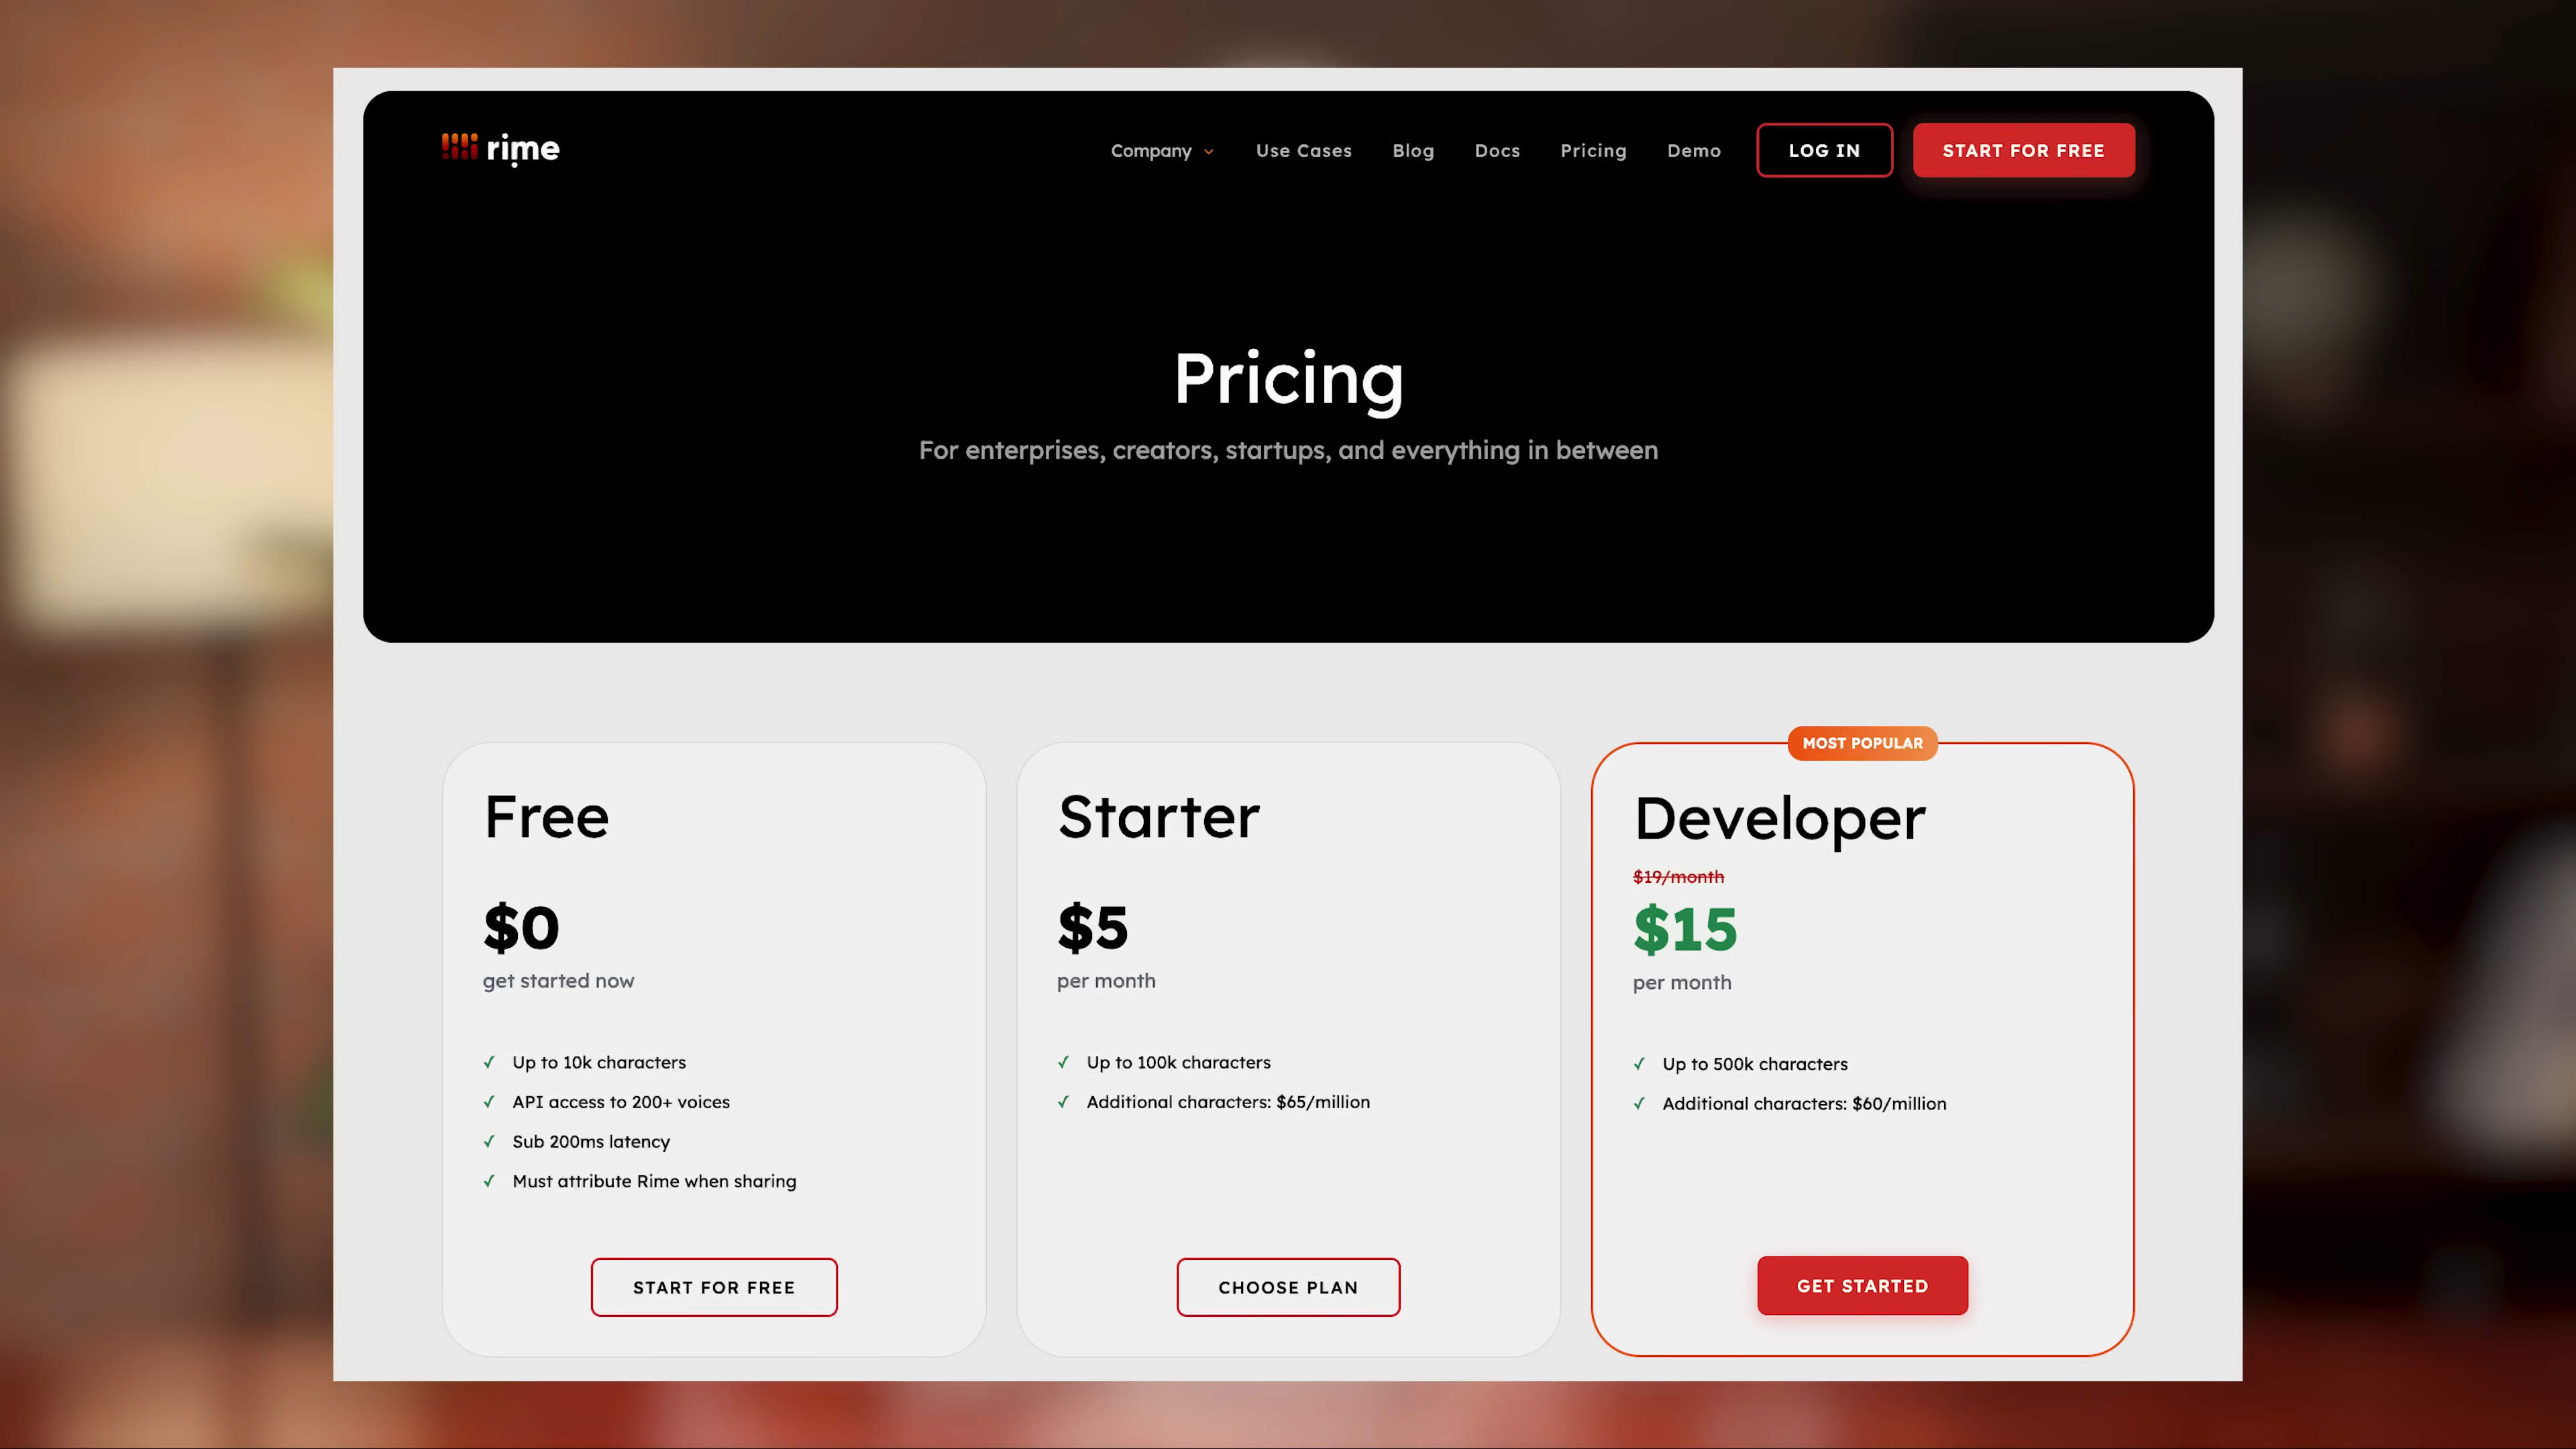 rime
Company Use Cases Blog Docs Pricing Demo LOG IN START FOR FREE
Pricing
For enterprises, creators, startups, and everything in between
Free
$0
get started now
✓ Up to 10k characters
✓ API access to 200+ voices
✓ Sub 200ms latency
✓ Must attribute Rime when sharing
START FOR FREE
Starter
$5
per month
✓ Up to 100k characters
✓ Additional characters: $65/million
CHOOSE PLAN
MOST POPULAR
Developer
$19/month
$15
per month
✓ Up to 500k characters
✓ Additional characters: $60/million
GET STARTED